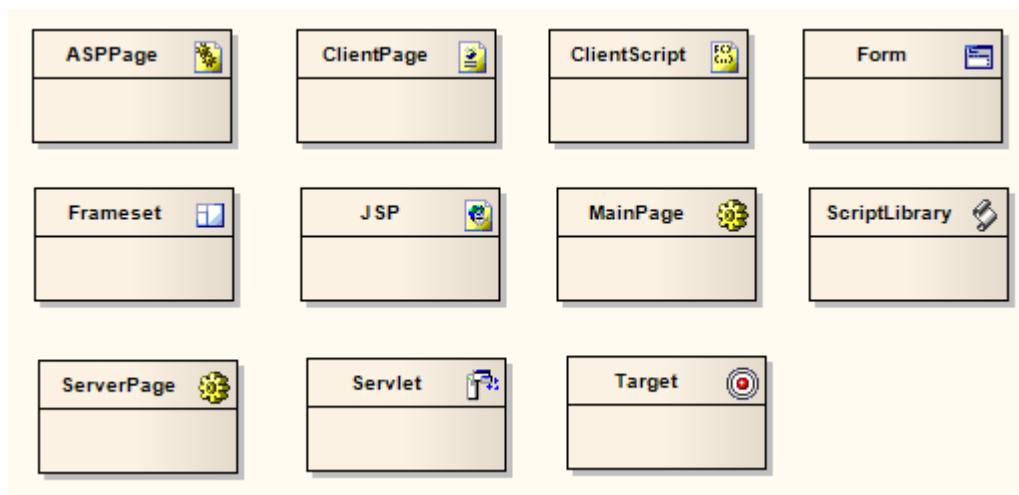 ASPPage
ClientPage
ClientScript
Form
Frameset
JSP
MainPage
ScriptLibrary
ServerPage
Servlet
Target